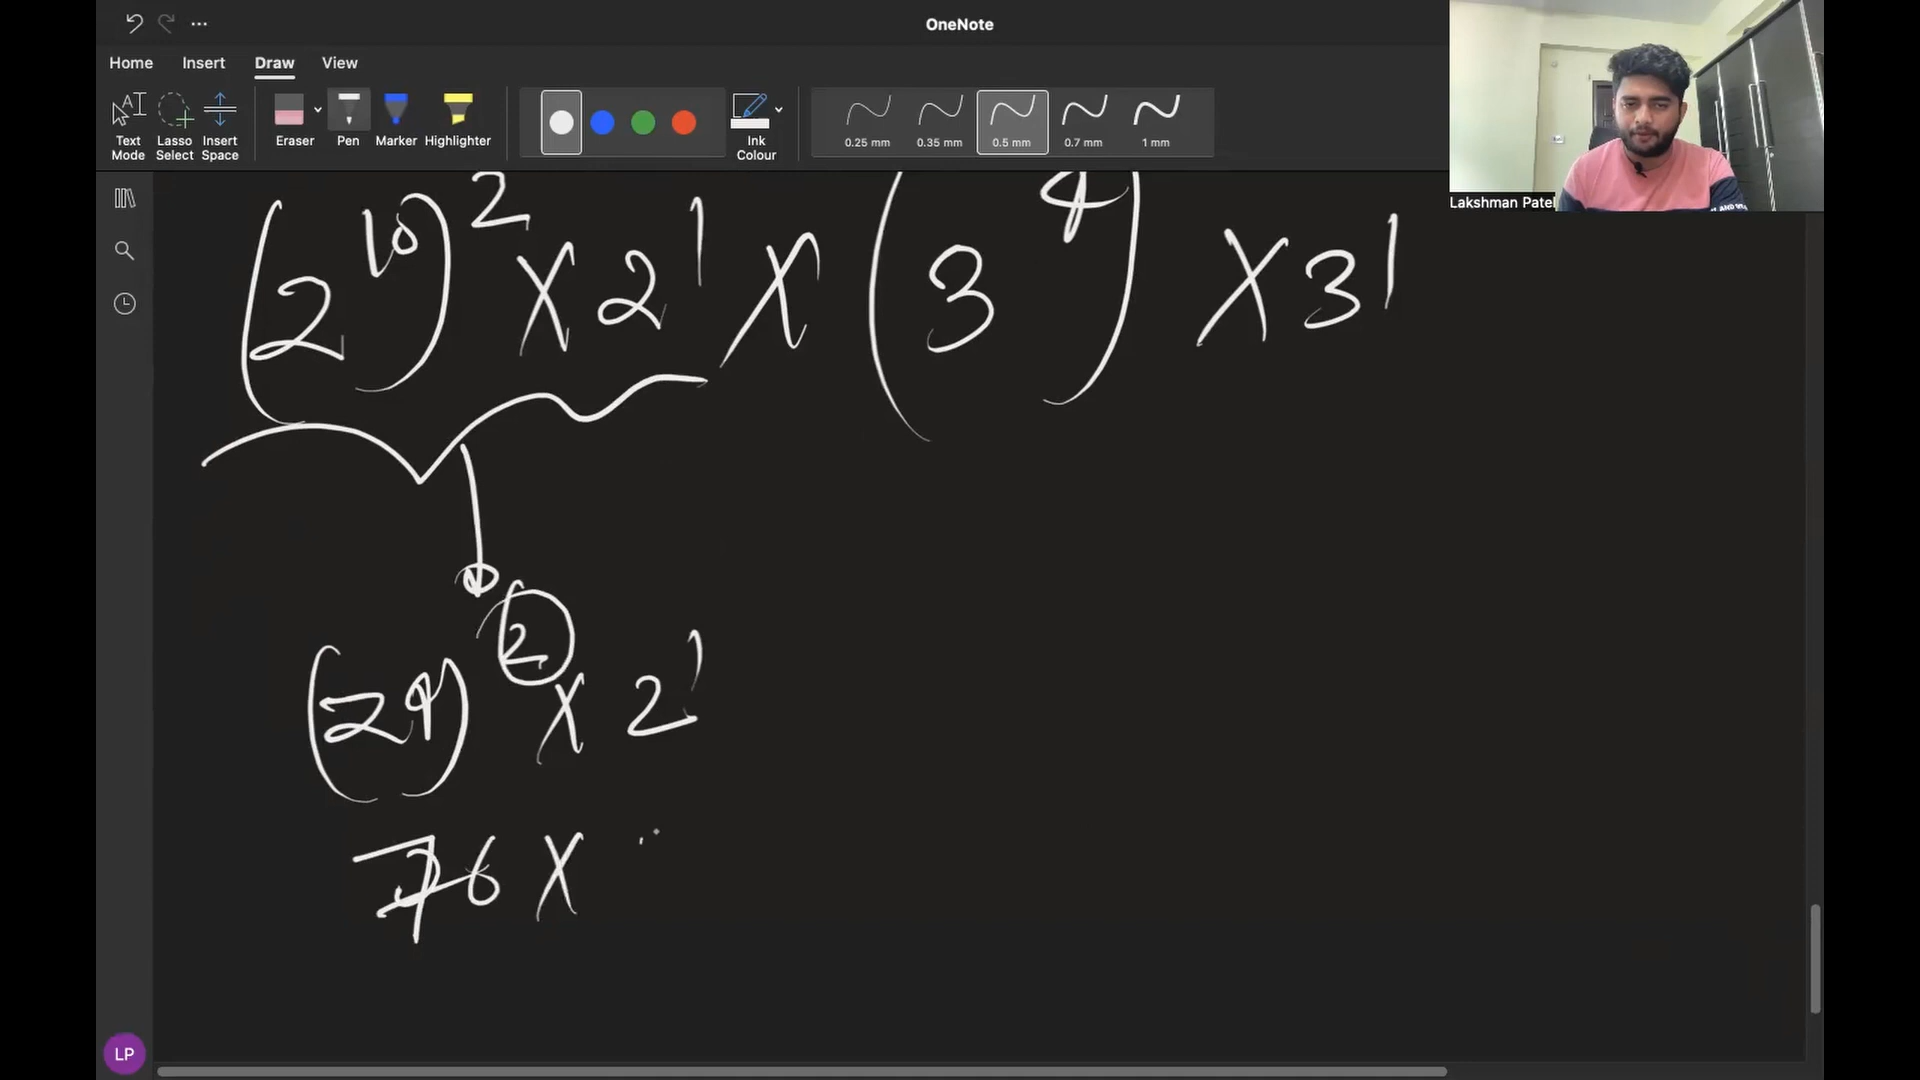 OneNote
Home Insert Draw View
Text Mode
Lasso Select
Insert Space
Eraser
Pen
Marker
Highlighter
Ink Colour
0.25 mm
0.35 mm
0.5 mm
0.7 mm
1 mm
Lakshman Patel
(2^10)^2 X 2^1 X (3^4) X 3^1
(24)^2 X 2^1
76 X
LP